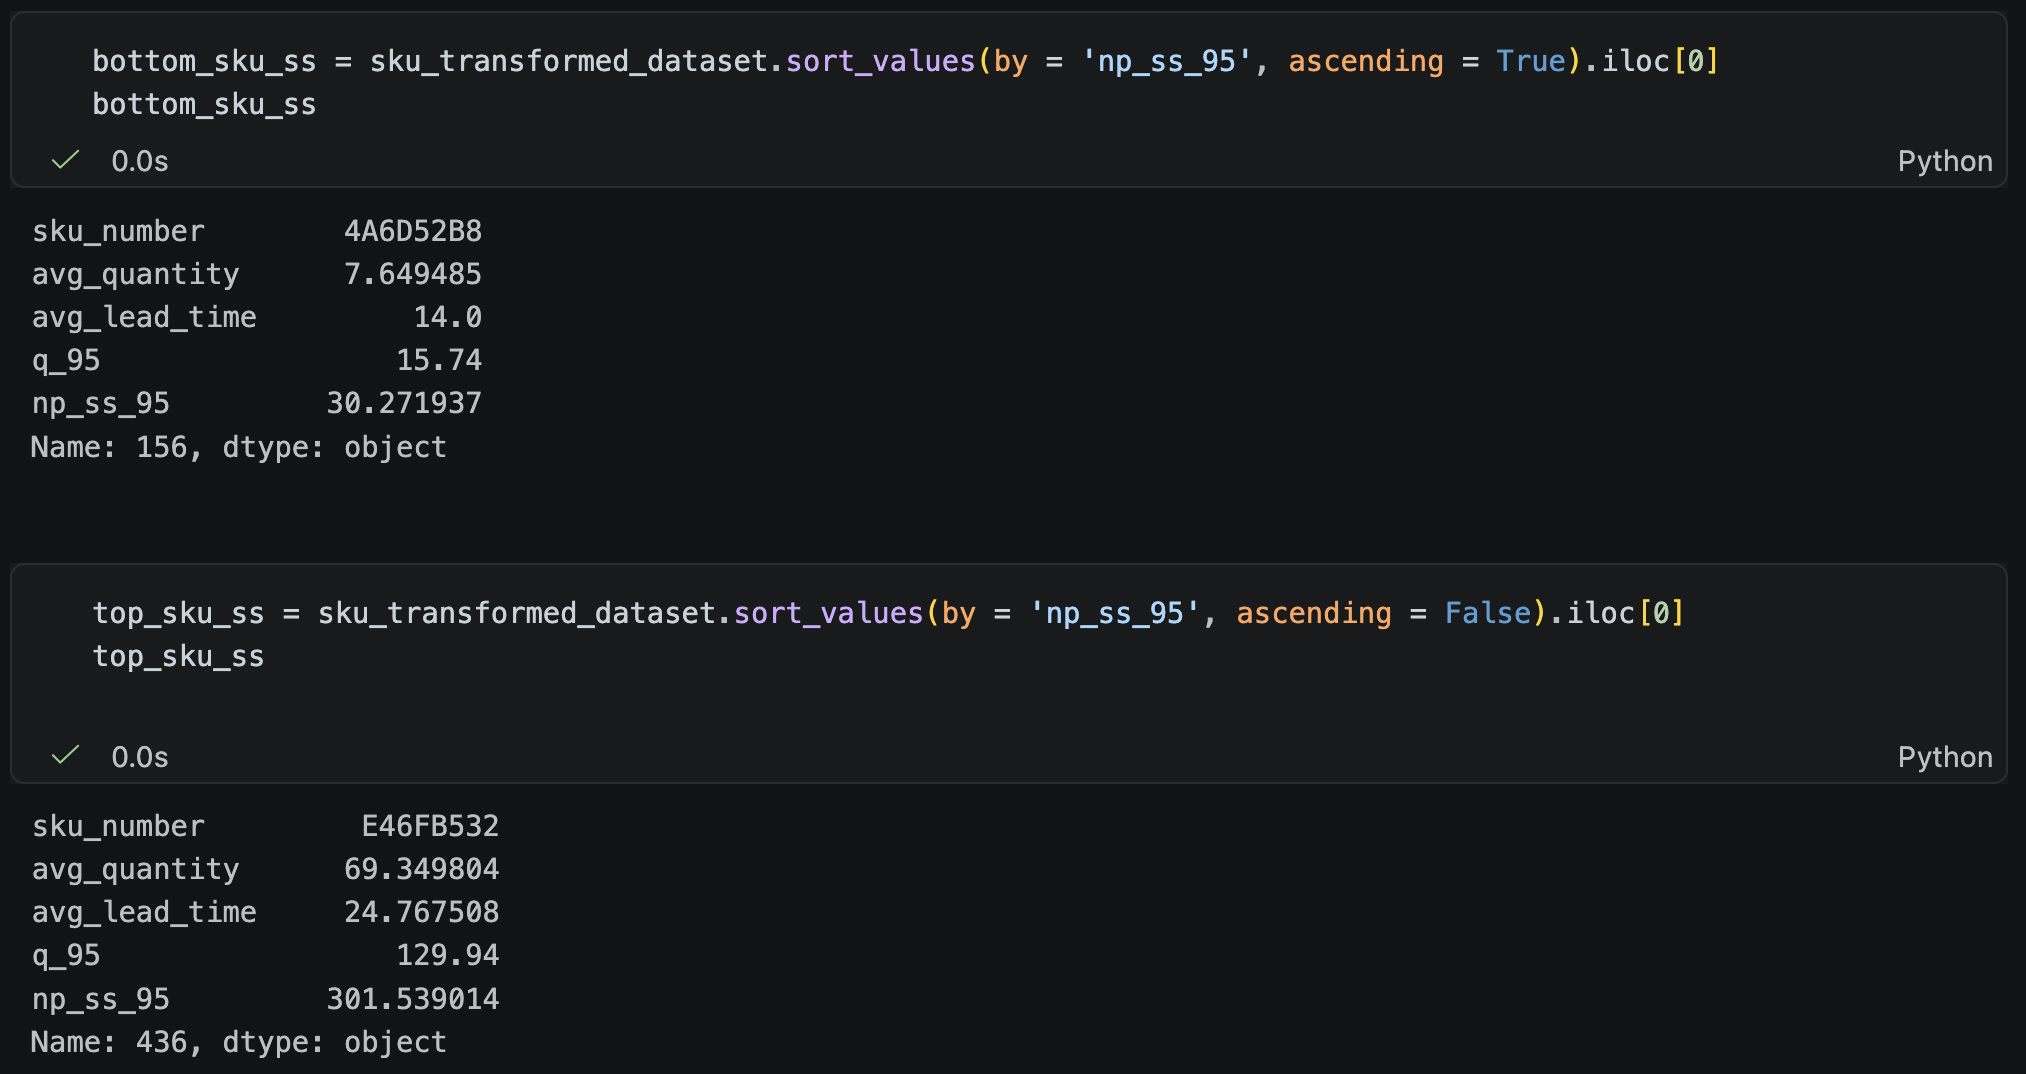 bottom_sku_ss = sku_transformed_dataset.sort_values(by = 'np_ss_95', ascending = True).iloc[0]
bottom_sku_ss
0.0s
Python
sku_number 4A6D52B8
avg_quantity 7.649485
avg_lead_time 14.0
q_95 15.74
np_ss_95 30.271937
Name: 156, dtype: object
top_sku_ss = sku_transformed_dataset.sort_values(by = 'np_ss_95', ascending = False).iloc[0]
top_sku_ss
0.0s
Python
sku_number E46FB532
avg_quantity 69.349804
avg_lead_time 24.767508
q_95 129.94
np_ss_95 301.539014
Name: 436, dtype: object